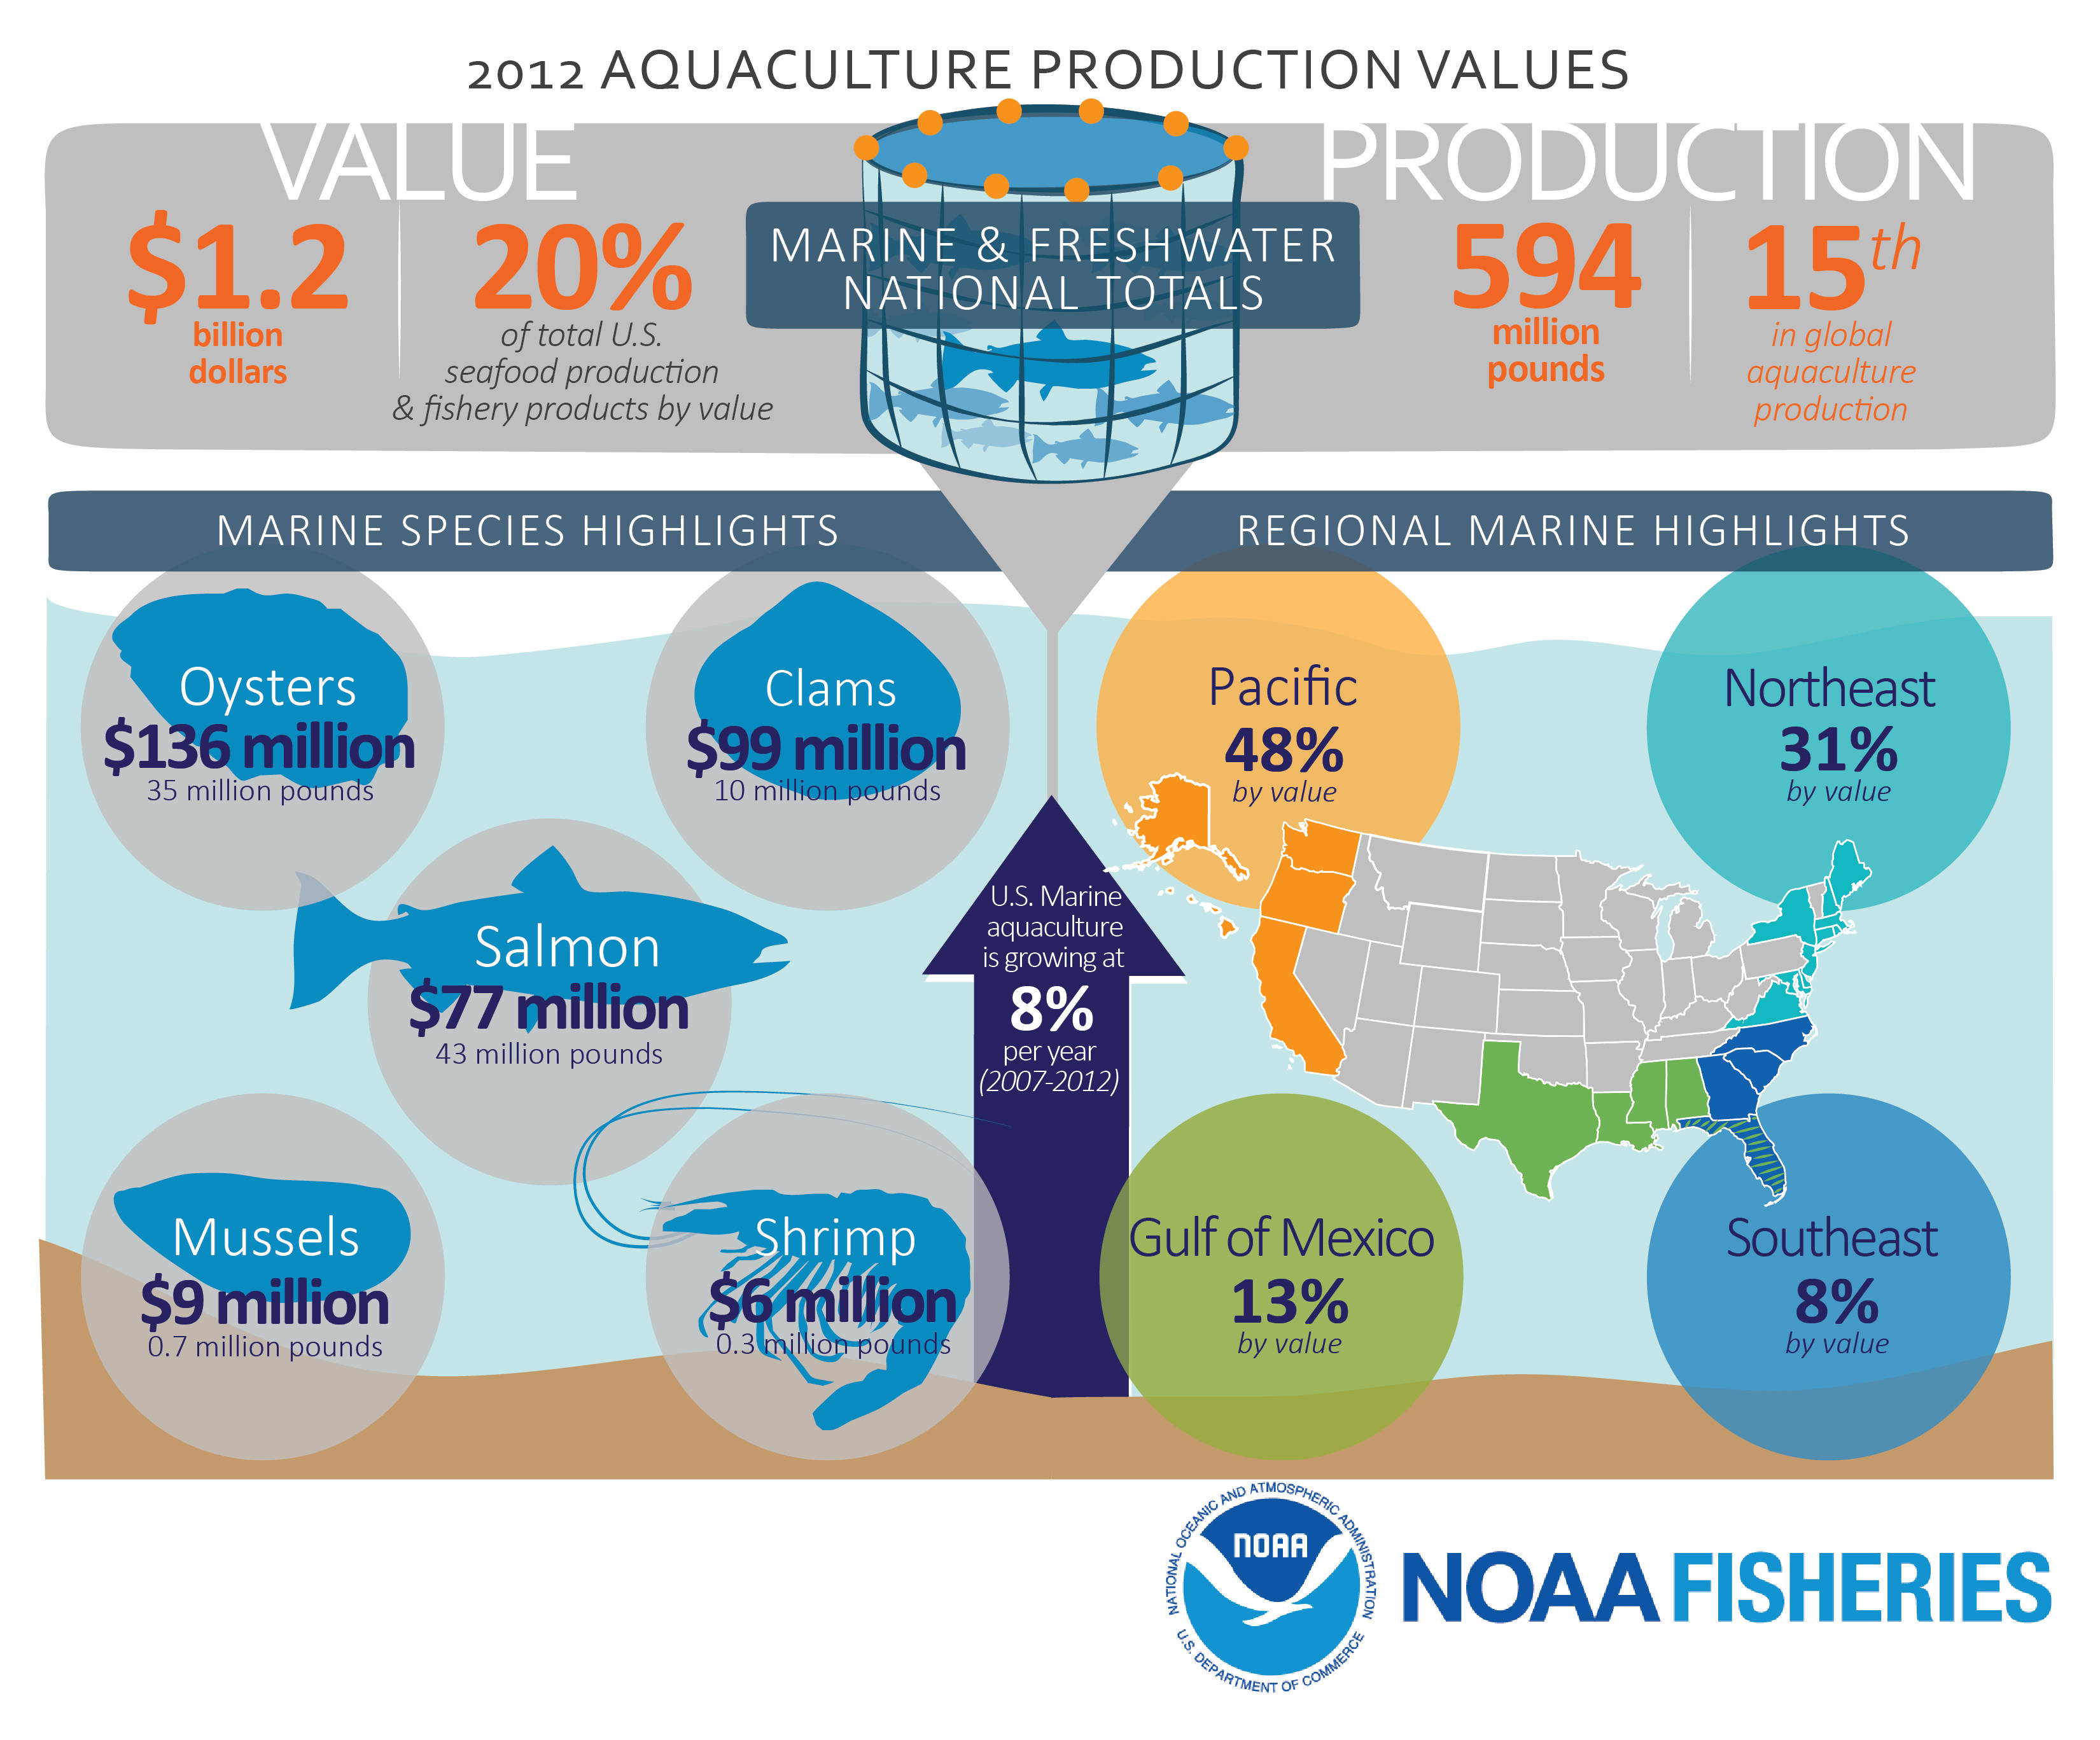 2012 AQUACULTURE PRODUCTION VALUES
VALUE
$1.2
billion
dollars
20%
of total U.S.
seafood production
& fishery products by value
MARINE & FRESHWATER
NATIONAL TOTALS
PRODUCTION
594
million
pounds
15th
in global
aquaculture
production
MARINE SPECIES HIGHLIGHTS
Oysters
$136 million
35 million pounds
Clams
$99 million
10 million pounds
Salmon
$77 million
43 million pounds
Mussels
$9 million
0.7 million pounds
Shrimp
$6 million
0.3 million pounds
U.S. Marine
aquaculture
is growing at
8%
per year
(2007-2012)
REGIONAL MARINE HIGHLIGHTS
Pacific
48%
by value
Northeast
31%
by value
Gulf of Mexico
13%
by value
Southeast
8%
by value
NATIONAL OCEANIC AND ATMOSPHERIC ADMINISTRATION
NOAA
U.S. DEPARTMENT OF COMMERCE
NOAA FISHERIES